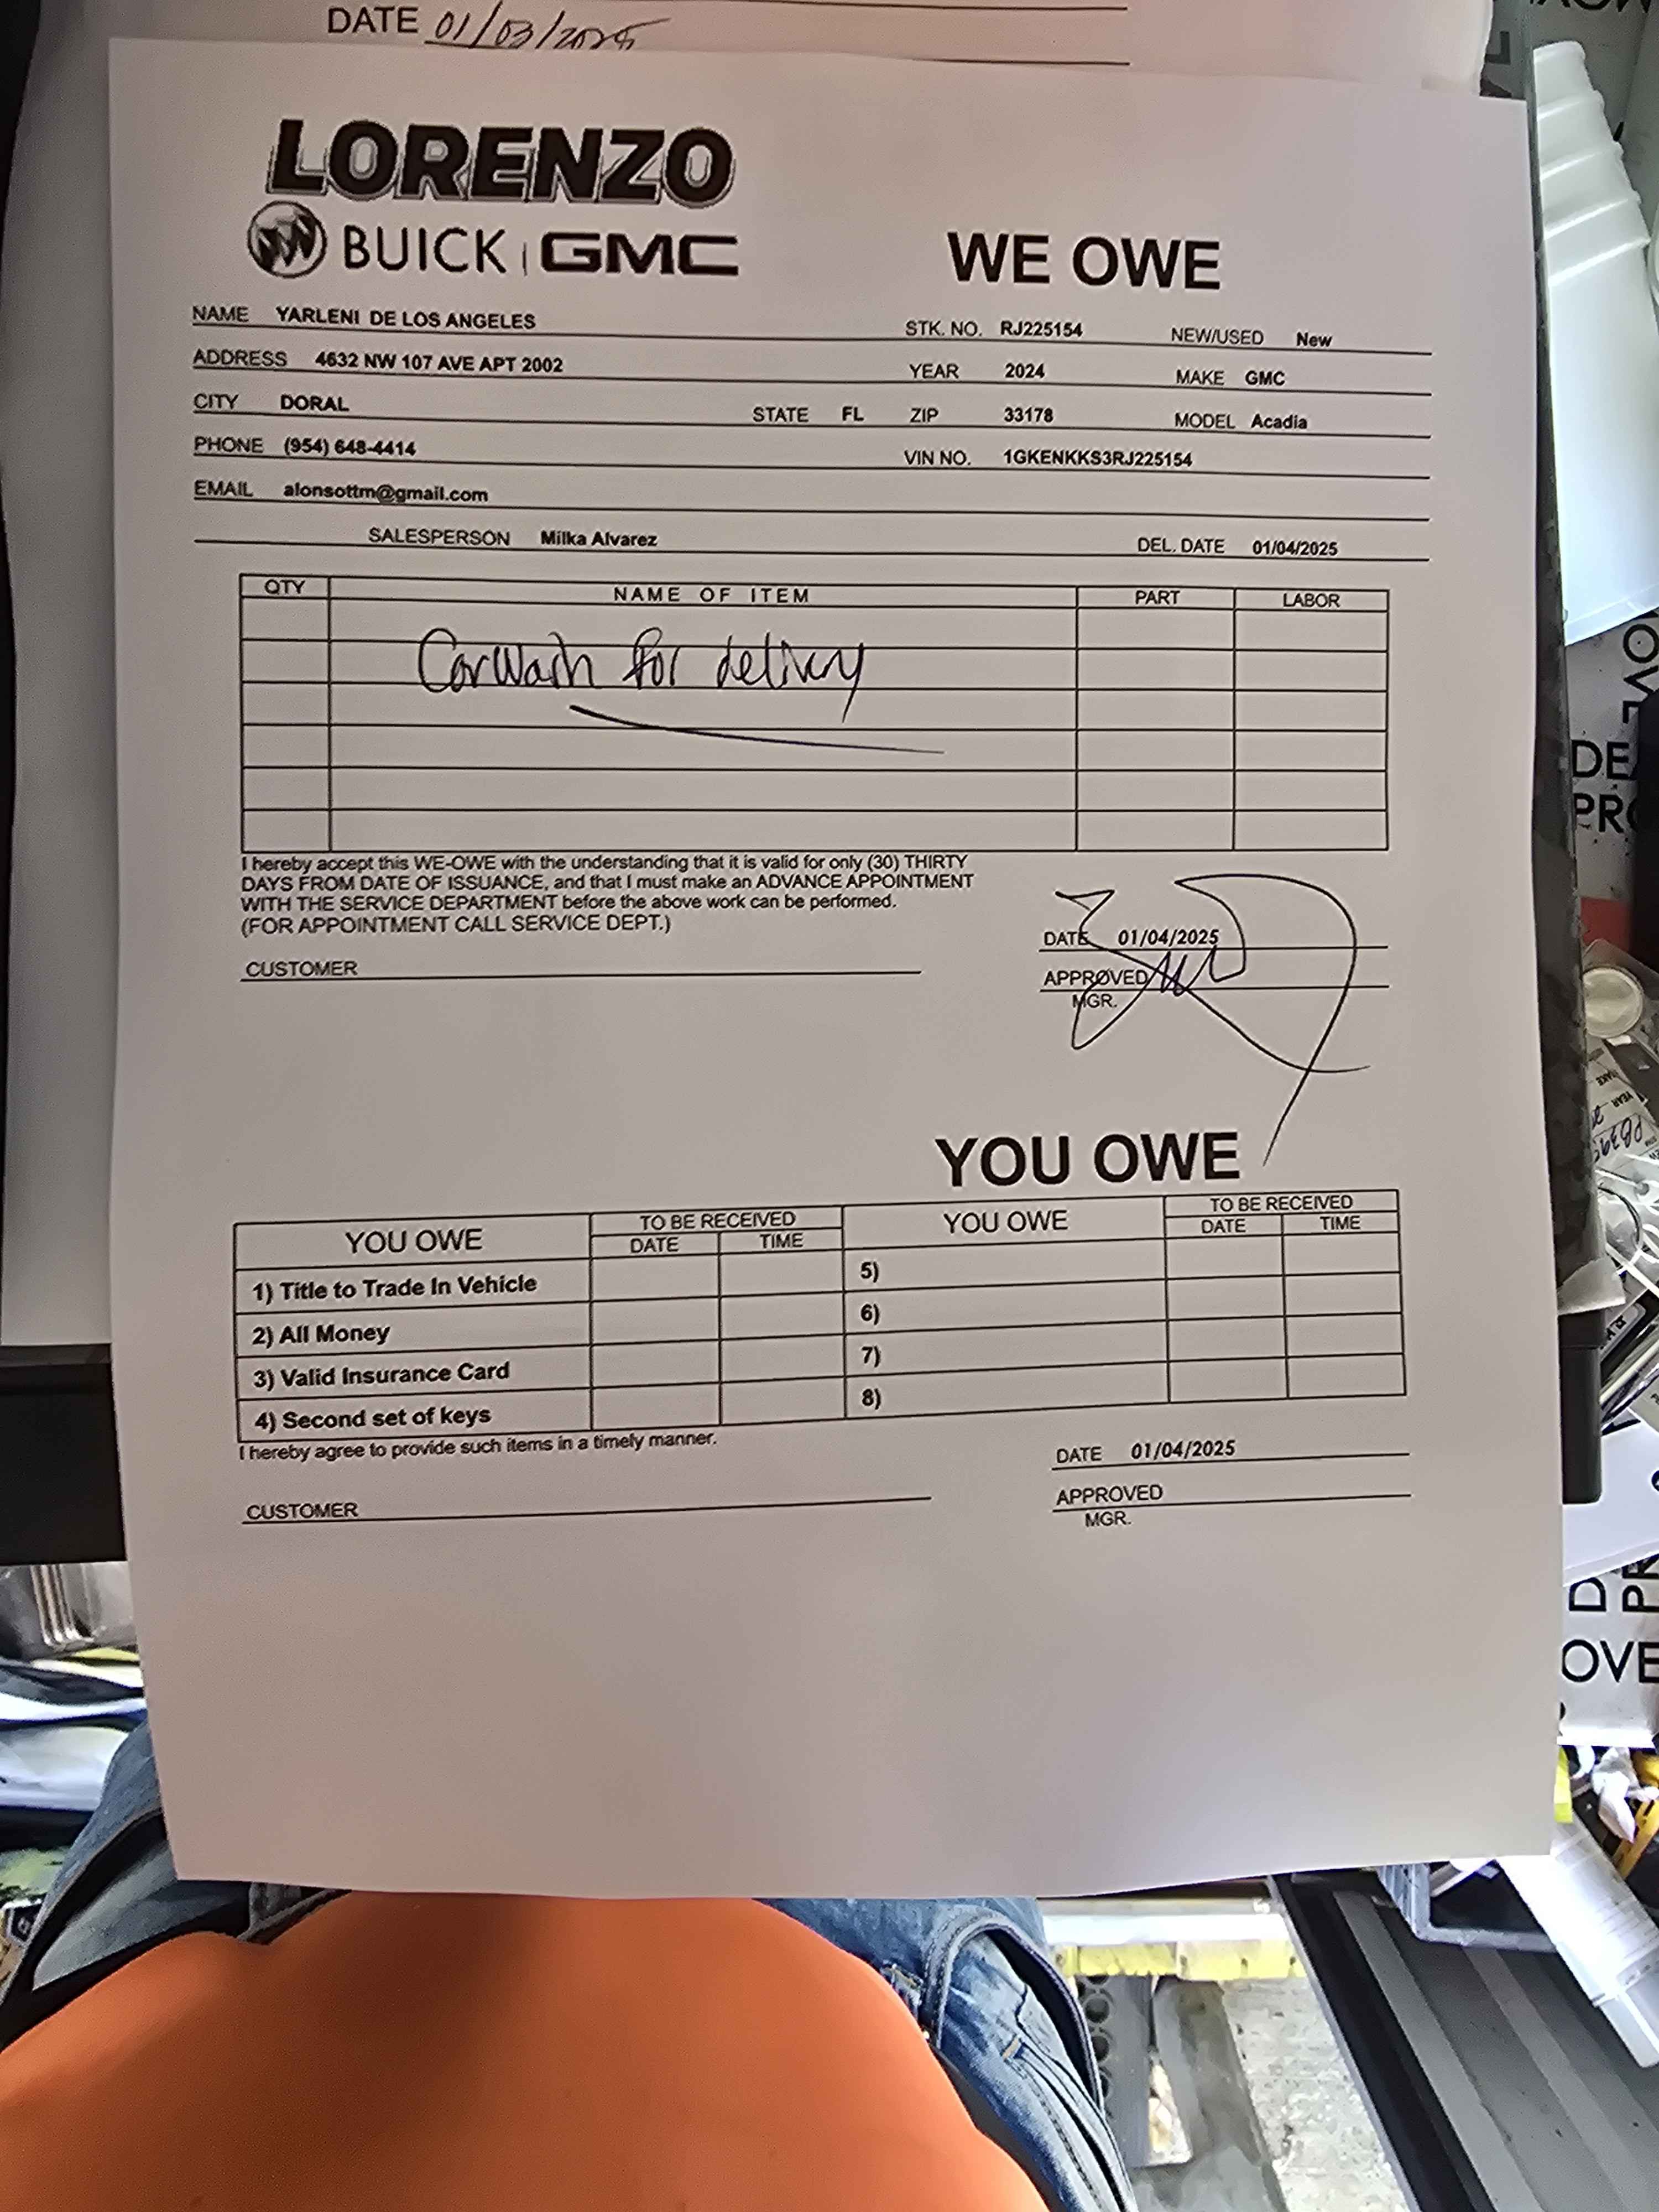 DATE 01/03/2025
LORENZO
BUICK | GMC
WE OWE
NAME YARLENI DE LOS ANGELES STK. NO. RJ225154 NEW/USED New
ADDRESS 4632 NW 107 AVE APT 2002 YEAR 2024 MAKE GMC
CITY DORAL STATE FL ZIP 33178 MODEL Acadia
PHONE (954) 648-4414 VIN NO. 1GKENKKS3RJ225154
EMAIL alonsottm@gmail.com
SALESPERSON Milka Alvarez DEL. DATE 01/04/2025
QTY NAME OF ITEM PART LABOR
Carwash for delivery
I hereby accept this WE-OWE with the understanding that it is valid for only (30) THIRTY
DAYS FROM DATE OF ISSUANCE, and that I must make an ADVANCE APPOINTMENT
WITH THE SERVICE DEPARTMENT before the above work can be performed.
(FOR APPOINTMENT CALL SERVICE DEPT.)
DATE 01/04/2025
CUSTOMER APPROVED
MGR.
YOU OWE
YOU OWE TO BE RECEIVED YOU OWE TO BE RECEIVED
DATE TIME DATE TIME
1) Title to Trade In Vehicle 5)
2) All Money 6)
3) Valid Insurance Card 7)
4) Second set of keys 8)
I hereby agree to provide such items in a timely manner.
DATE 01/04/2025
CUSTOMER APPROVED
MGR.